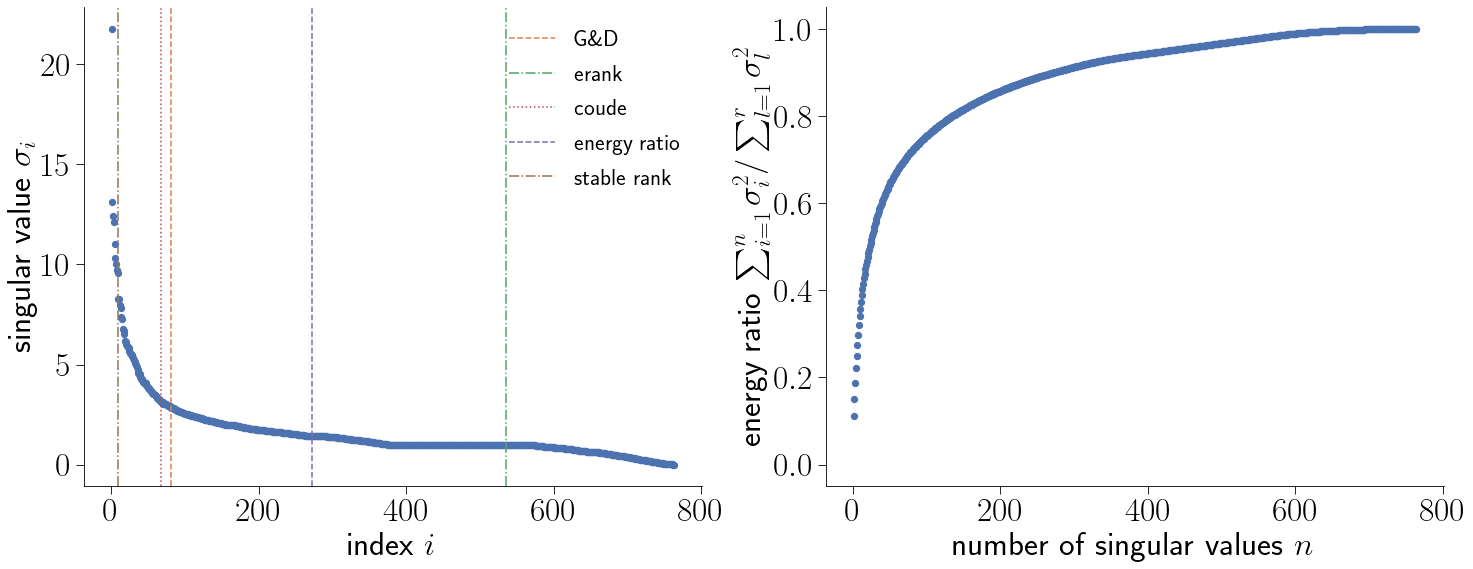 20
15
10
5
0
singular value σ_i
0 200 400 600 800
index i
G&D
erank
coude
energy ratio
stable rank
1.0
0.8
0.6
0.4
0.2
0.0
energy ratio ∑_{i=1}^{n} σ_i^2 / ∑_{l=1}^{r} σ_l^2
0 200 400 600 800
number of singular values n